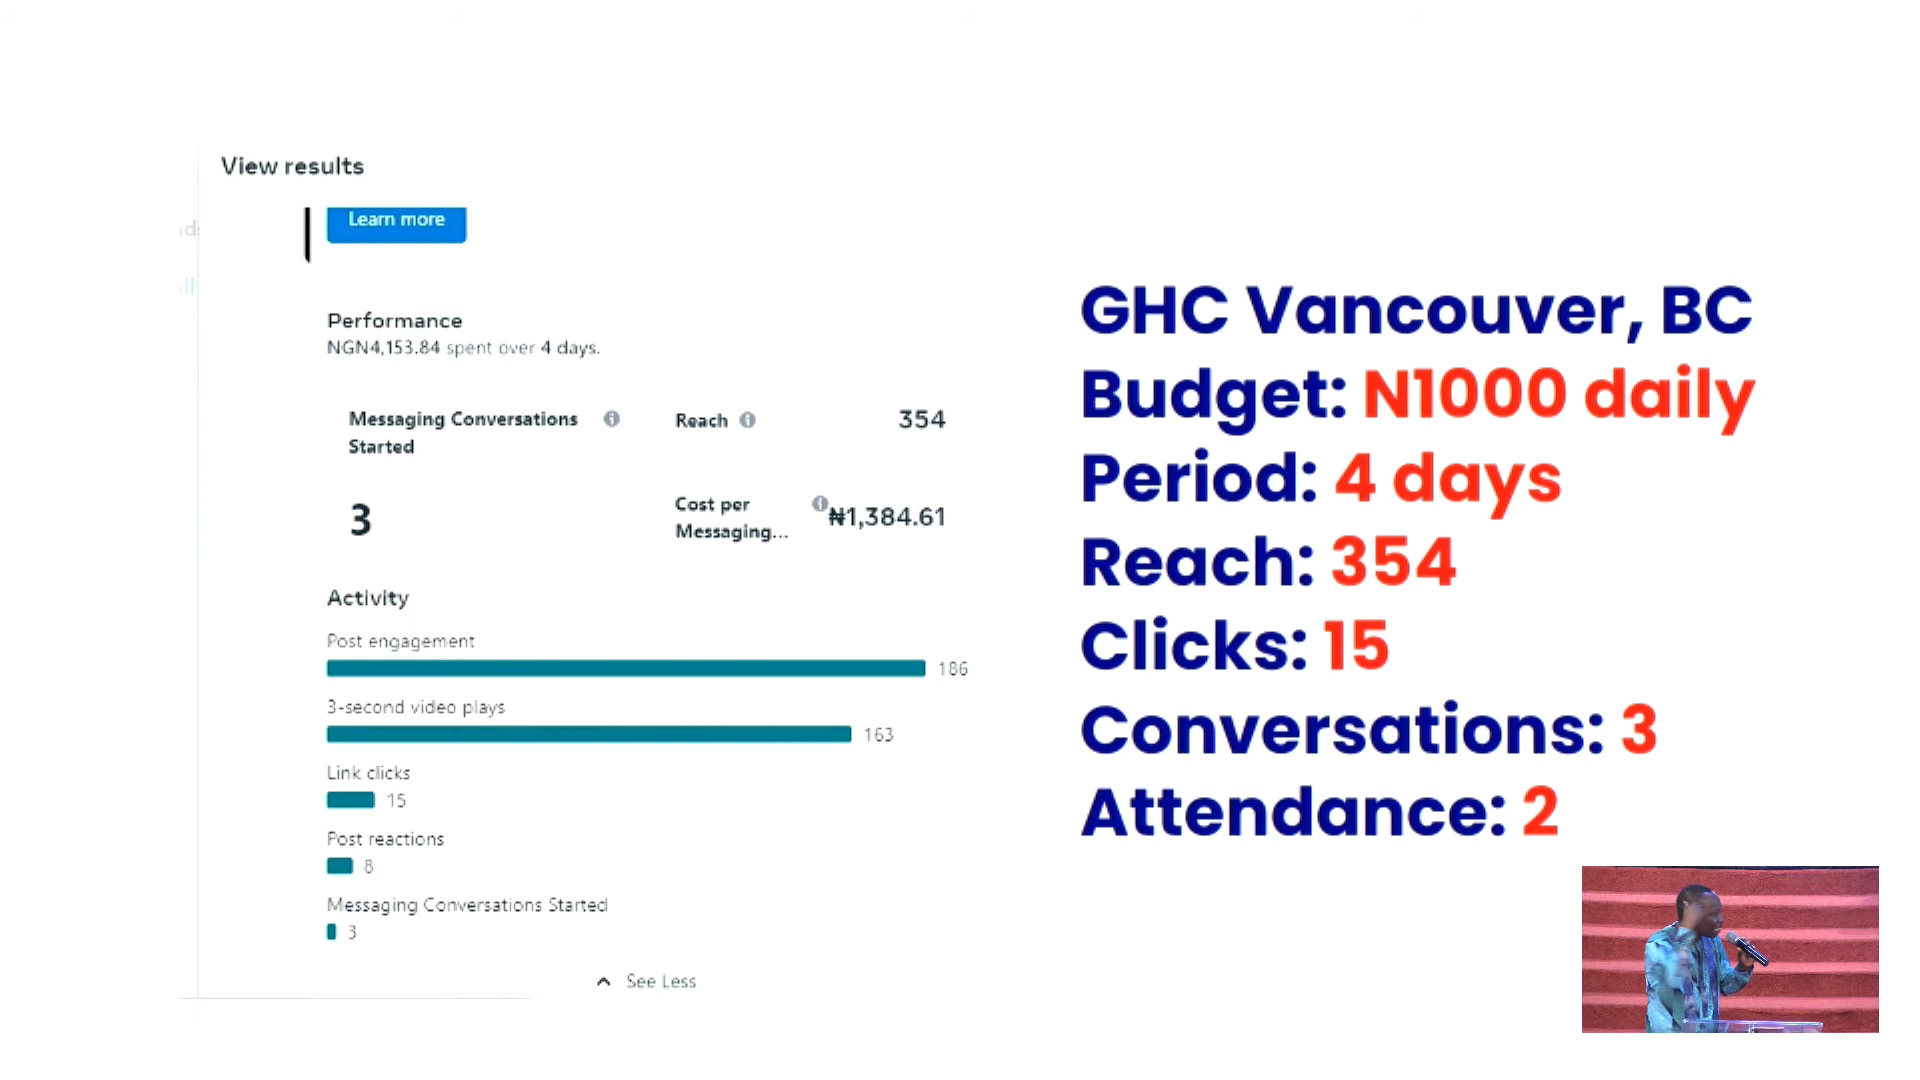 View results
Learn more
Performance
NGN4,153.84 spent over 4 days.
Messaging Conversations
Started
3
Reach
354
Cost per
Messaging...
₦1,384.61
Activity
Post engagement
186
3-second video plays
163
Link clicks
15
Post reactions
8
Messaging Conversations Started
3
See Less
GHC Vancouver, BC
Budget: N1000 daily
Period: 4 days
Reach: 354
Clicks: 15
Conversations: 3
Attendance: 2